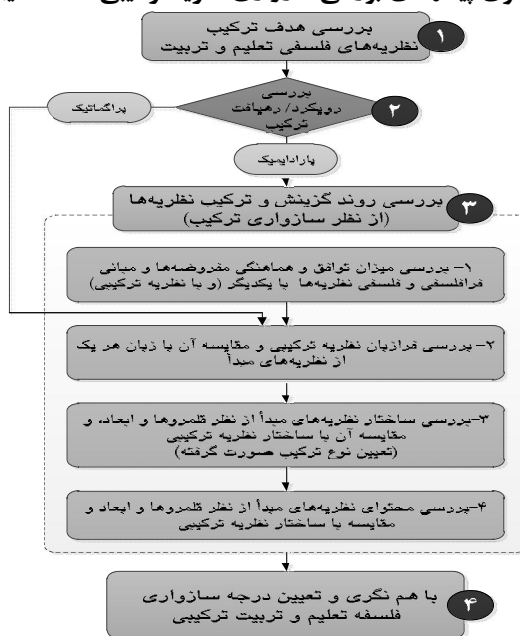 بررسی هدف ترکیب
نظریه‌های فلسفی تعلیم و تربیت
۱
بررسی
رویکرد/ رهیافت
ترکیب
۲
پراگماتیک
پارادایمیک
بررسی روند گزینش و ترکیب نظریه‌ها
(از نظر سازواری ترکیب)
۳
۱- بررسی میزان توافق و هماهنگی مفروضه‌ها و مبانی
فرافلسفی و فلسفی نظریه‌ها با یکدیگر (و با نظریه ترکیبی)
۲- بررسی فرازبان نظریه ترکیبی و مقایسه آن با زبان هر یک
از نظریه‌های مبدأ
۳-بررسی ساختار نظریه‌های مبدأ از نظر قلمروها و ابعاد، و
مقایسه آن با ساختار نظریه ترکیبی
(تعیین نوع ترکیب صورت گرفته)
۴-بررسی محتوای نظریه‌های مبدأ از نظر قلمروها و ابعاد و
مقایسه با ساختار نظریه ترکیبی
با هم نگری و تعیین درجه سازواری
فلسفه تعلیم و تربیت ترکیبی
۴